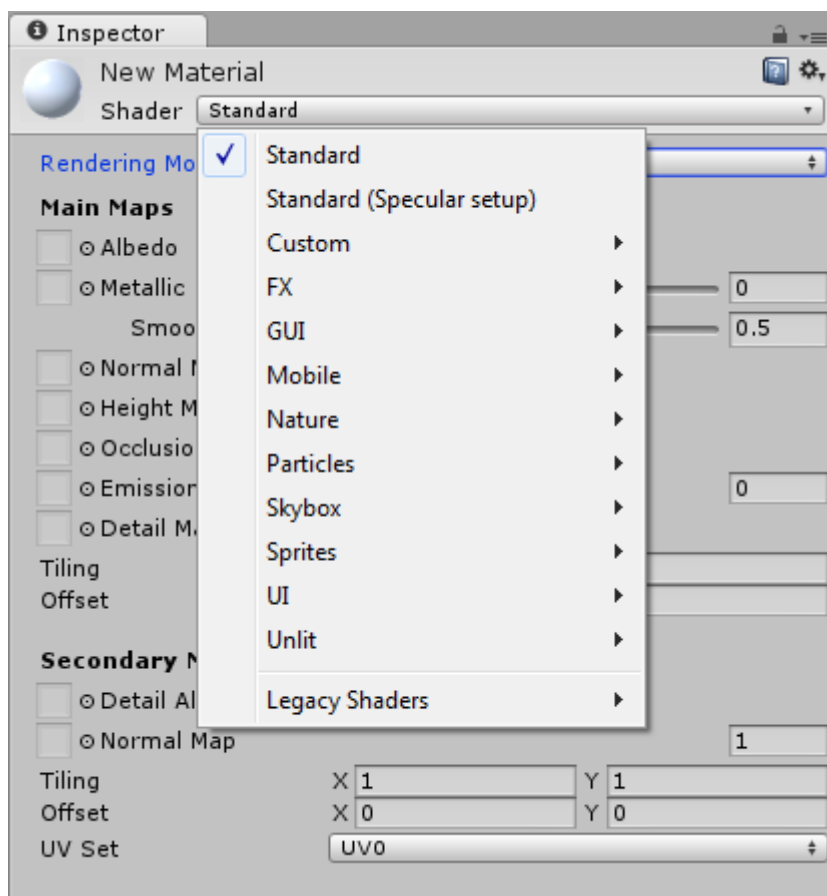 Inspector
New Material
Shader Standard
Rendering Mo
Standard
Standard (Specular setup)
Custom
FX
GUI
Mobile
Nature
Particles
Skybox
Sprites
UI
Unlit
Legacy Shaders
Main Maps
Albedo
Metallic 0
Smoo 0.5
Normal
Height M
Occlusio
Emission 0
Detail M
Tiling
Offset
Secondary
Detail Al
Normal Map 1
Tiling X 1 Y 1
Offset X 0 Y 0
UV Set UV0